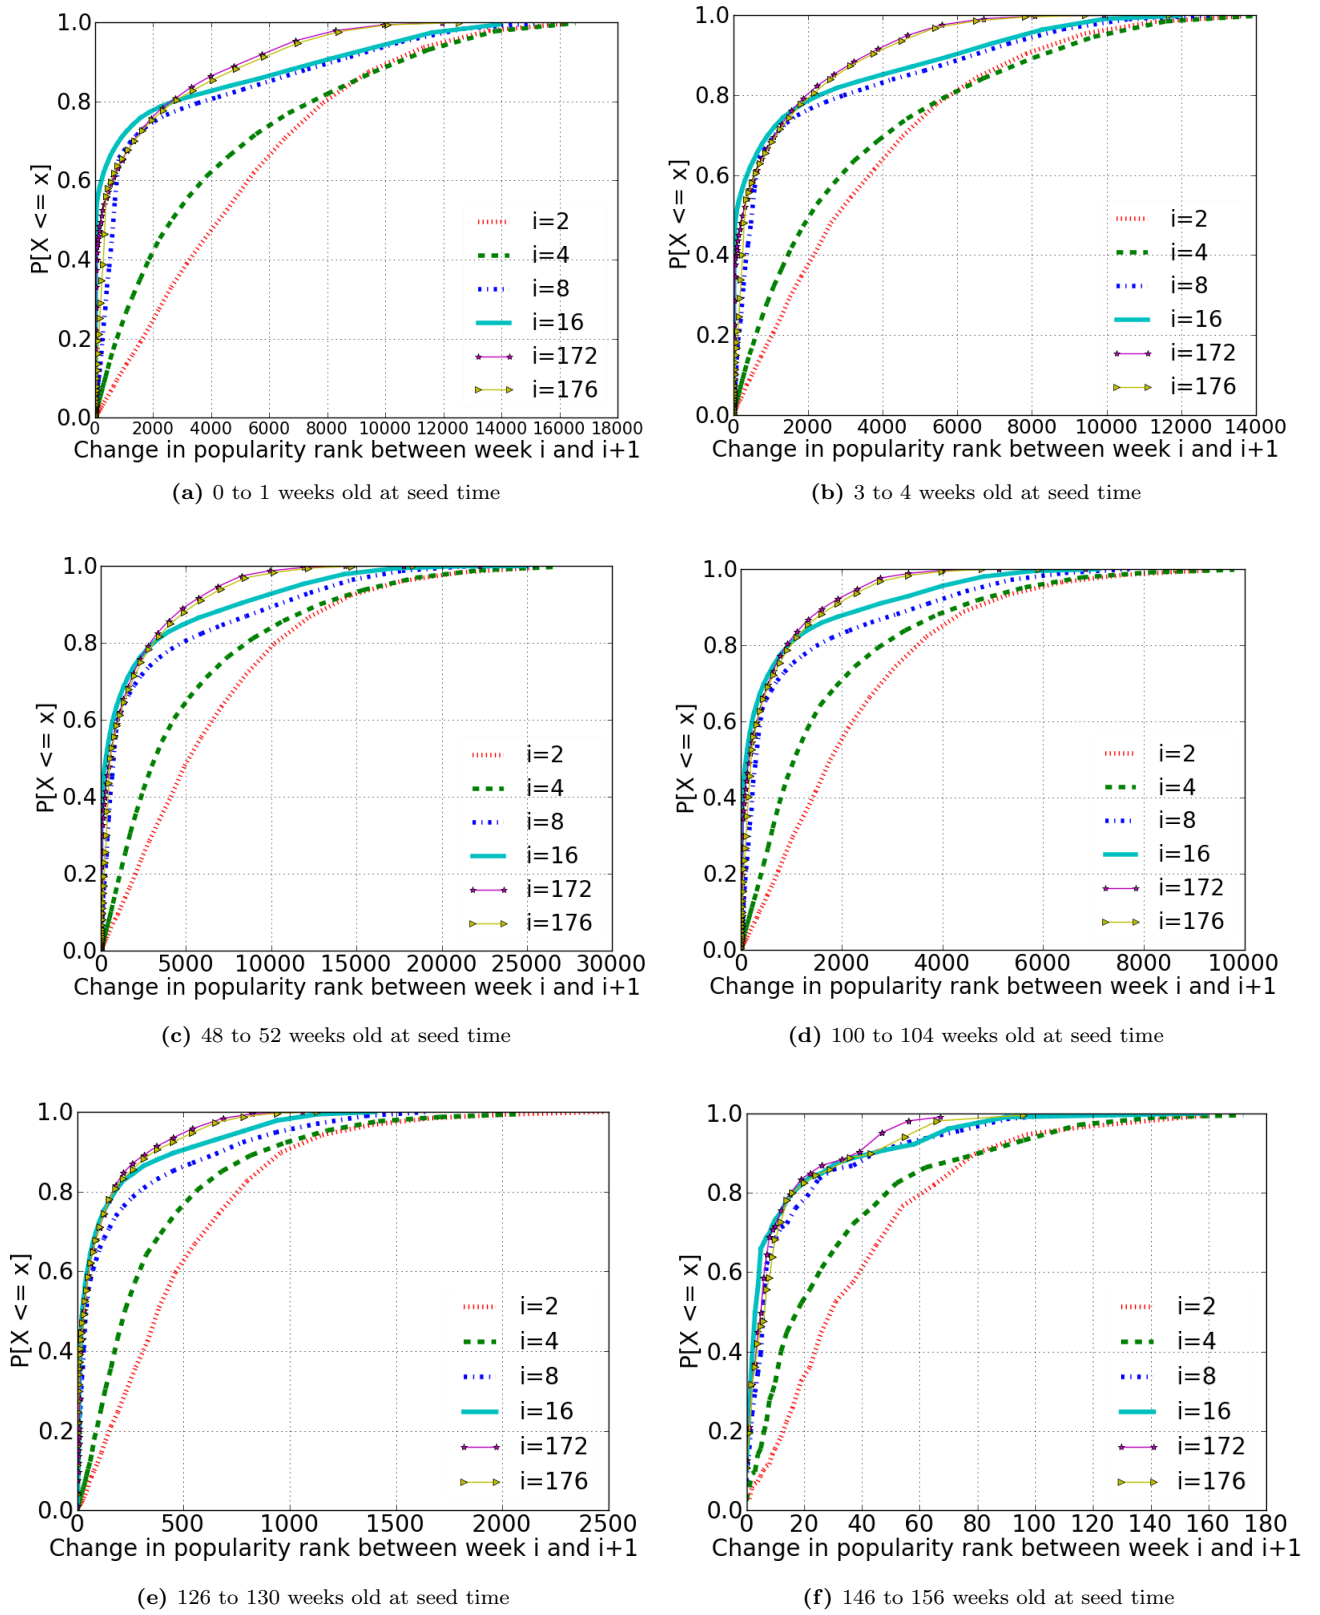 1.0
0.8
0.6
0.4
0.2
0.0
P[X <= x]
i=2
i=4
i=8
i=16
i=172
i=176
0 2000 4000 6000 8000 10000 12000 14000 16000 18000
Change in popularity rank between week i and i+1
(a) 0 to 1 weeks old at seed time
1.0
0.8
0.6
0.4
0.2
0.0
P[X <= x]
i=2
i=4
i=8
i=16
i=172
i=176
0 2000 4000 6000 8000 10000 12000 14000
Change in popularity rank between week i and i+1
(b) 3 to 4 weeks old at seed time
1.0
0.8
0.6
0.4
0.2
0.0
P[X <= x]
i=2
i=4
i=8
i=16
i=172
i=176
0 5000 10000 15000 20000 25000 30000
Change in popularity rank between week i and i+1
(c) 48 to 52 weeks old at seed time
1.0
0.8
0.6
0.4
0.2
0.0
P[X <= x]
i=2
i=4
i=8
i=16
i=172
i=176
0 2000 4000 6000 8000 10000
Change in popularity rank between week i and i+1
(d) 100 to 104 weeks old at seed time
1.0
0.8
0.6
0.4
0.2
0.0
P[X <= x]
i=2
i=4
i=8
i=16
i=172
i=176
0 500 1000 1500 2000 2500
Change in popularity rank between week i and i+1
(e) 126 to 130 weeks old at seed time
1.0
0.8
0.6
0.4
0.2
0.0
P[X <= x]
i=2
i=4
i=8
i=16
i=172
i=176
0 20 40 60 80 100 120 140 160 180
Change in popularity rank between week i and i+1
(f) 146 to 156 weeks old at seed time